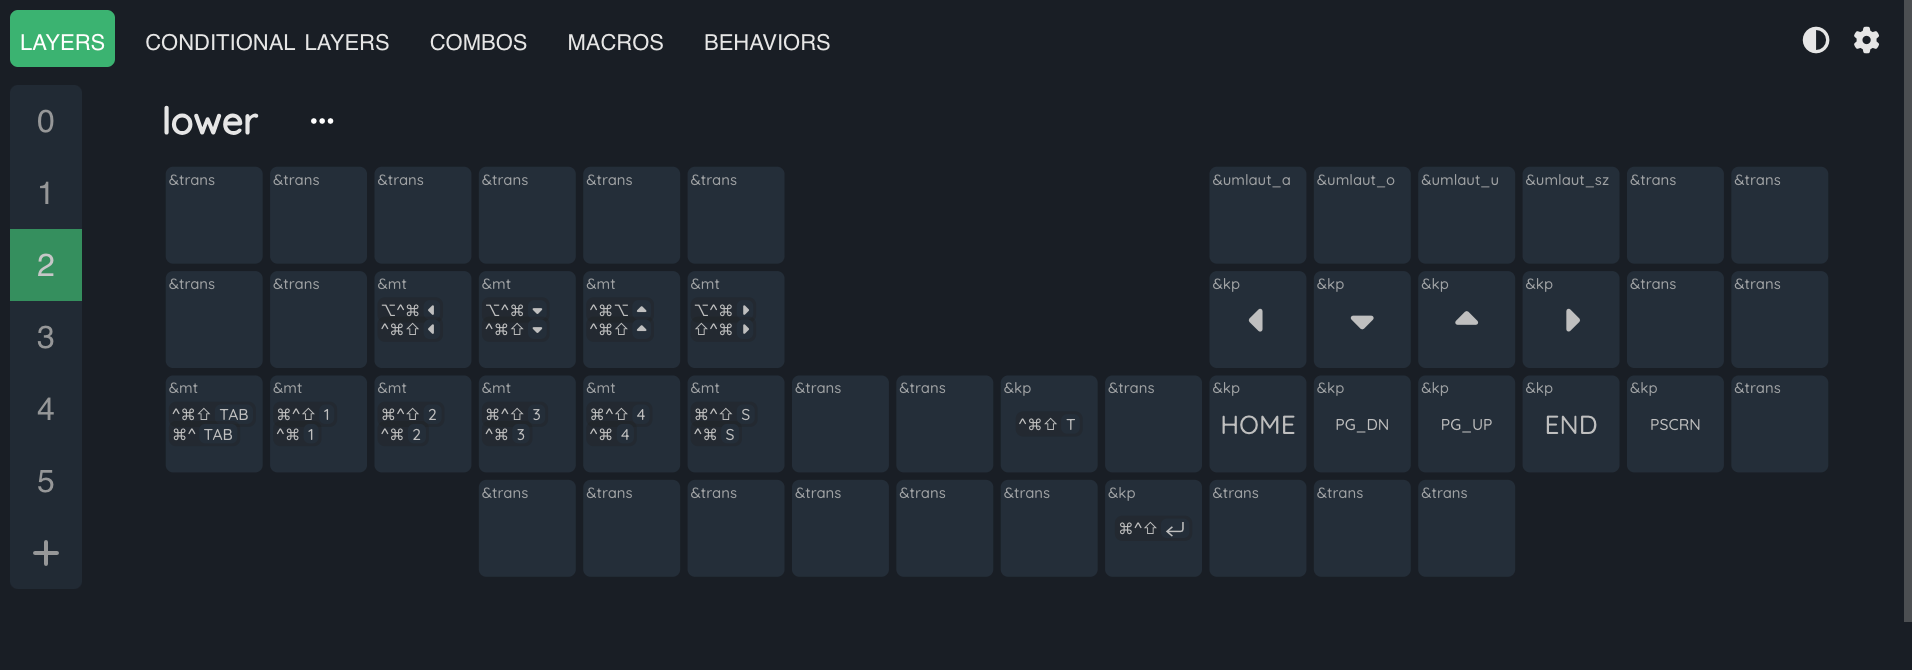 LAYERS CONDITIONAL LAYERS COMBOS MACROS BEHAVIORS
0
1
2
3
4
5
+
lower ...
&trans &trans &trans &trans &trans &trans &umlaut_a &umlaut_o &umlaut_u &umlaut_sz &trans &trans
&trans &trans &mt &mt &mt &mt &kp &kp &kp &kp &trans &trans
⌥^⌘ ◀ ⌥^⌘ ▼ ^⌘⌥ ▲ ⌥^⌘ ▶
^⌘⇧ ◀ ^⌘⇧ ▼ ^⌘⇧ ▲ ⇧^⌘ ▶
◀ ▼ ▲ ▶
&mt &mt &mt &mt &mt &mt &trans &trans &kp &trans &kp &kp &kp &kp &kp &trans
^⌘⇧ TAB ⌘^⇧ 1 ⌘^⇧ 2 ⌘^⇧ 3 ⌘^⇧ 4 ⌘^⇧ S
⌘^ TAB ^⌘ 1 ^⌘ 2 ^⌘ 3 ^⌘ 4 ^⌘ S
^⌘⇧ T HOME PG_DN PG_UP END PSCRN
&trans &trans &trans &trans &trans &trans &kp &trans &trans &trans
⌘^⇧ ↵